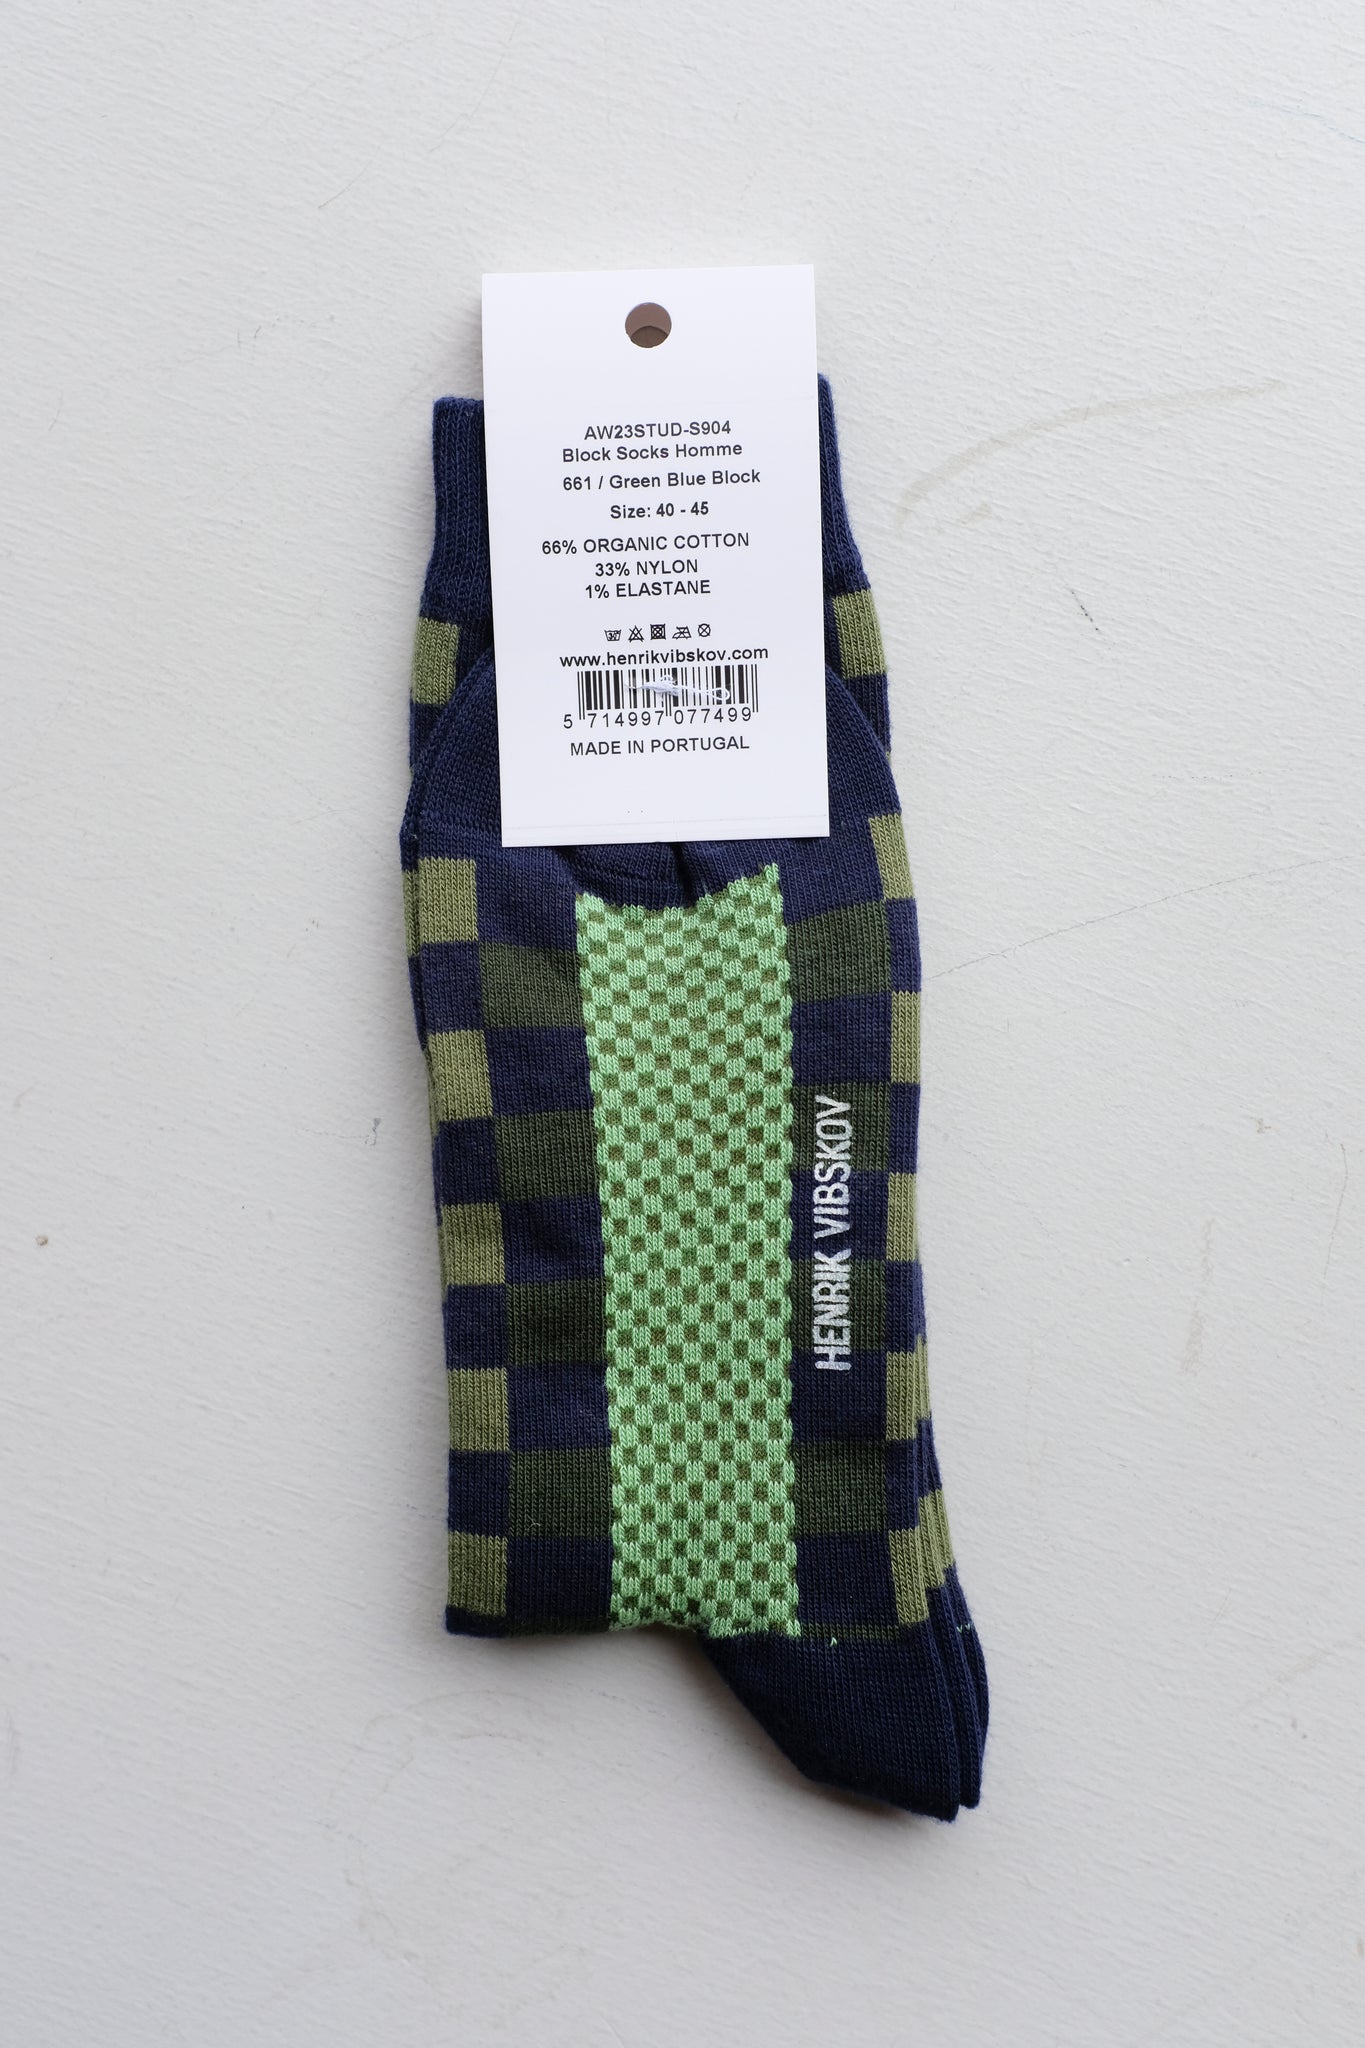 AW23STUD-S904
Block Socks Homme
661 / Green Blue Block
Size: 40 - 45
66% ORGANIC COTTON
33% NYLON
1% ELASTANE
www.henrikvibskov.com
5 714997 077499
MADE IN PORTUGAL
HENRIK VIBSKOV